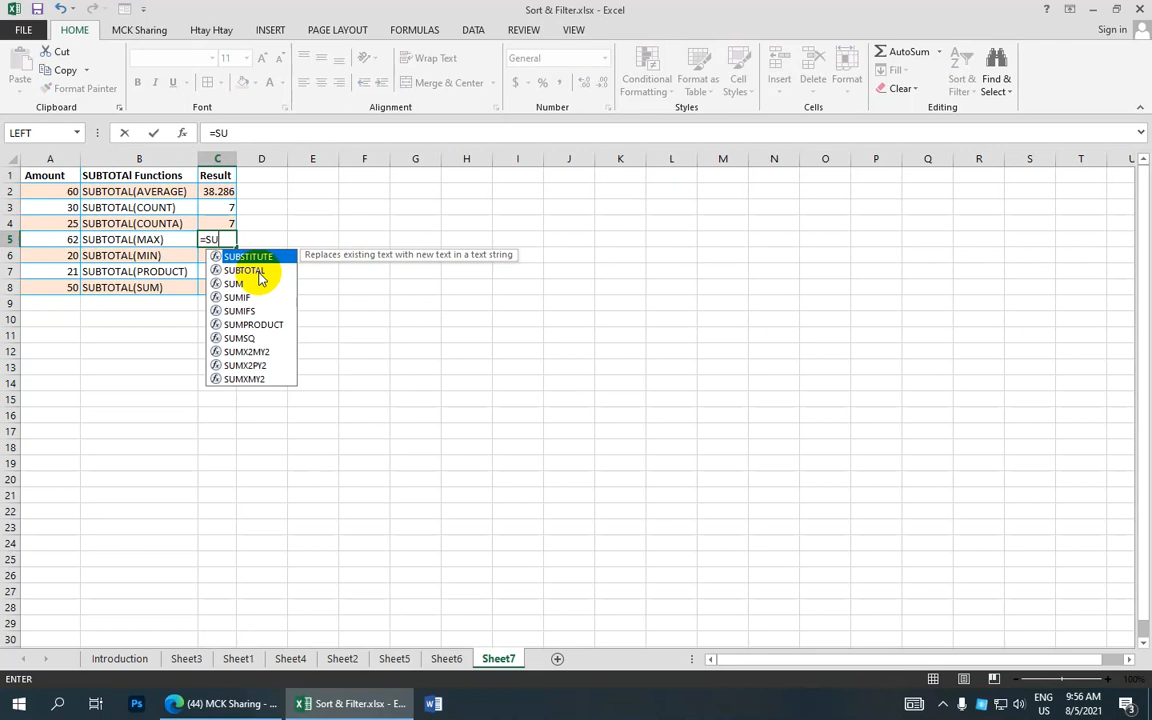 Sort & Filter.xlsx - Excel
?
FILE HOME MCK Sharing Htay Htay INSERT PAGE LAYOUT FORMULAS DATA REVIEW VIEW Sign in
Paste
Cut
Copy
Format Painter
Clipboard
11
B I U
Font
Wrap Text
Merge & Center
Alignment
General
$ % ,
Number
Conditional Formatting
Format as Table
Cell Styles
Styles
Insert Delete Format
Cells
AutoSum
Fill
Clear
Sort & Filter
Find & Select
Editing
LEFT =SU
A B C D E F G H I J K L M N O P Q R S T U
1 Amount SUBTOTAl Functions Result
2 60 SUBTOTAL(AVERAGE) 38.286
3 30 SUBTOTAL(COUNT) 7
4 25 SUBTOTAL(COUNTA) 7
5 62 SUBTOTAL(MAX) =SU
6 20 SUBTOTAL(MIN)
7 21 SUBTOTAL(PRODUCT)
8 50 SUBTOTAL(SUM)
SUBSTITUTE Replaces existing text with new text in a text string
SUBTOTAL
SUM
SUMIF
SUMIFS
SUMPRODUCT
SUMSQ
SUMX2MY2
SUMX2PY2
SUMXMY2
9
10
11
12
13
14
15
16
17
18
19
20
21
22
23
24
25
26
27
28
29
30
Introduction Sheet3 Sheet1 Sheet4 Sheet2 Sheet5 Sheet6 Sheet7
ENTER 100%
Ps (44) MCK Sharing - ... Sort & Filter.xlsx - E... ENG US 9:56 AM 8/5/2021 3